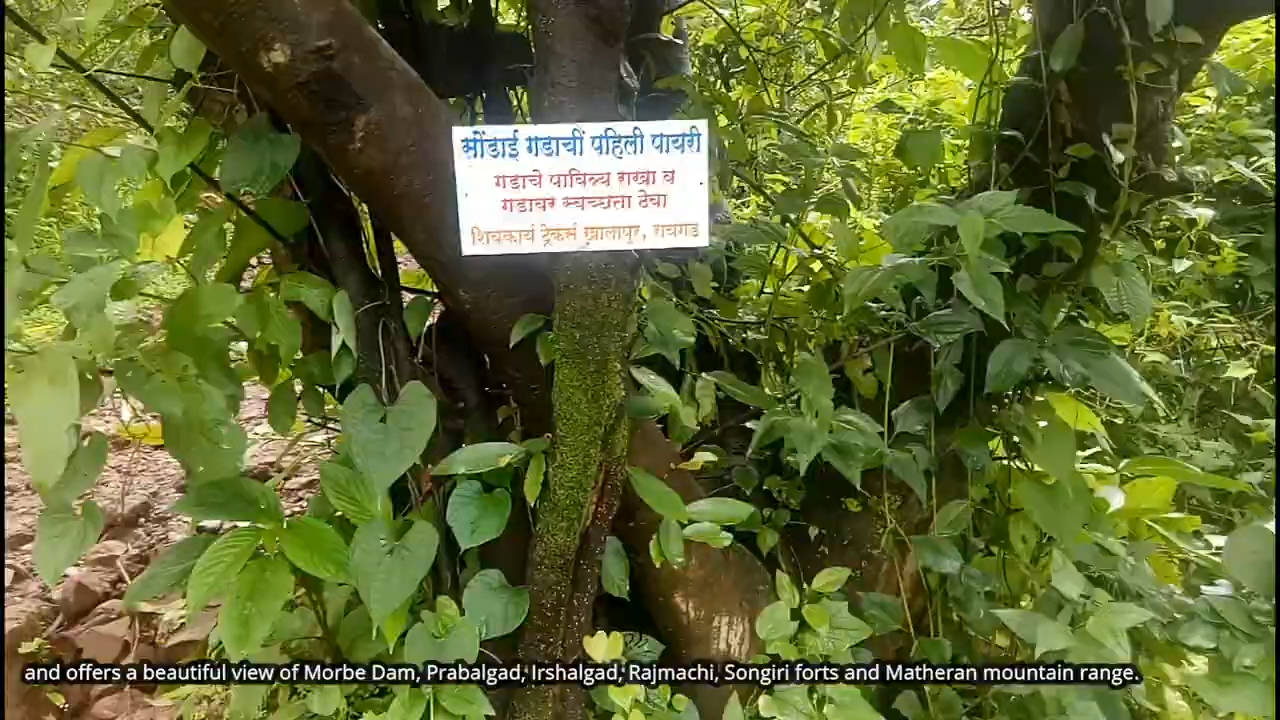 सोंडाई गडाची पहिली पायरी
गडाचे पावित्र्य राखा व
गडावर स्वच्छता ठेवा
शिवकार्य ट्रेकर्स खालापूर, रायगड
and offers a beautiful view of Morbe Dam, Prabalgad, Irshalgad, Rajmachi, Songiri forts and Matheran mountain range.